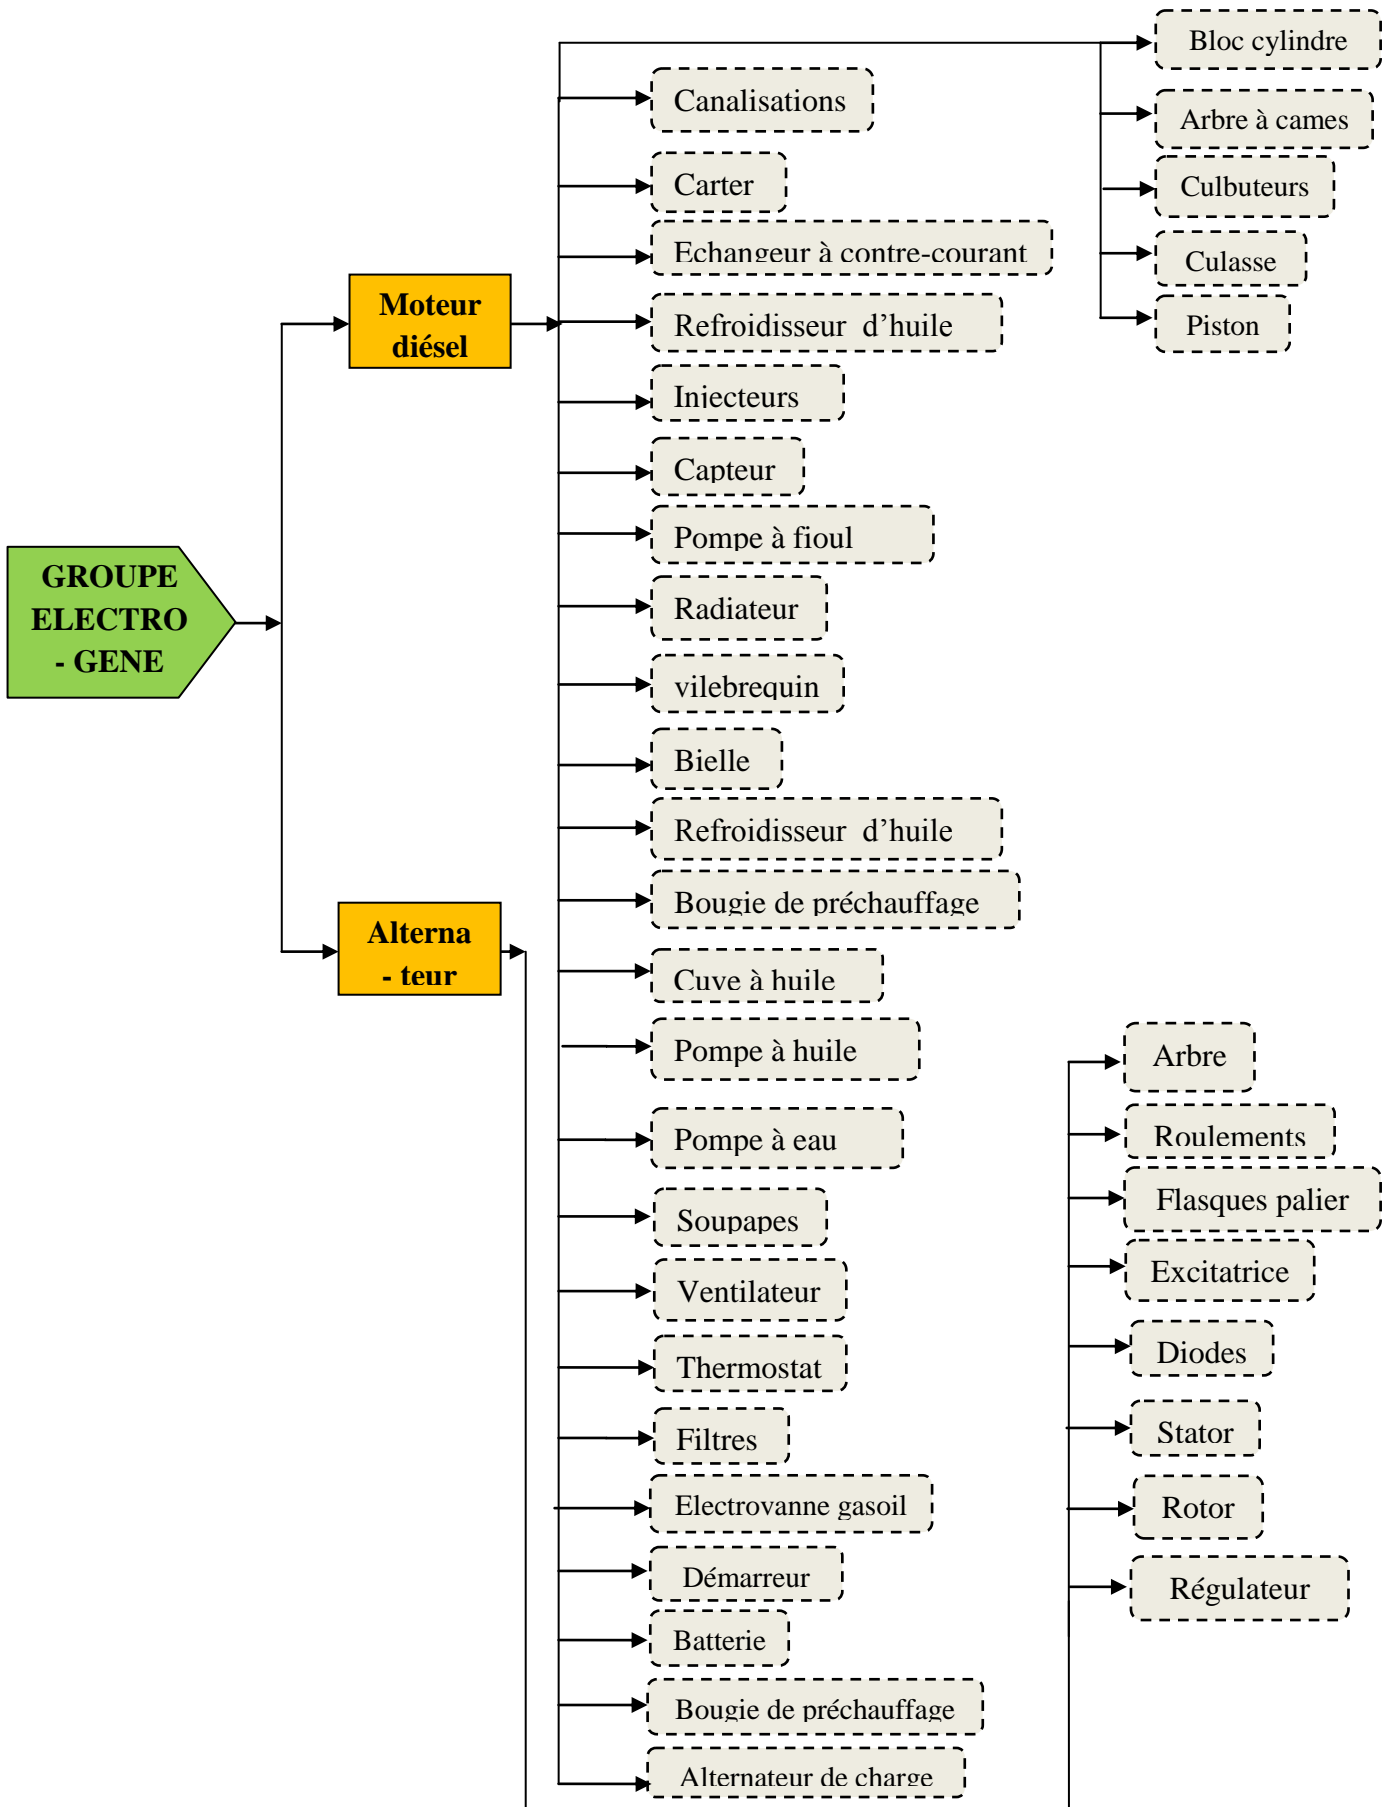 GROUPE
ELECTRO
- GENE
Moteur
diésel
Alterna
- teur
Canalisations
Carter
Echangeur à contre-courant
Refroidisseur d’huile
Injecteurs
Capteur
Pompe à fioul
Radiateur
vilebrequin
Bielle
Refroidisseur d’huile
Bougie de préchauffage
Cuve à huile
Pompe à huile
Pompe à eau
Soupapes
Ventilateur
Thermostat
Filtres
Electrovanne gasoil
Démarreur
Batterie
Bougie de préchauffage
Alternateur de charge
Bloc cylindre
Arbre à cames
Culbuteurs
Culasse
Piston
Arbre
Roulements
Flasques palier
Excitatrice
Diodes
Stator
Rotor
Régulateur